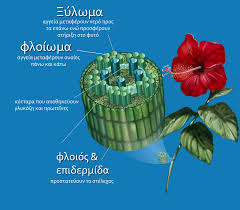 Ξύλωμα
αγγεία μεταφέρουν νερό προς
τα επάνω ενώ προσφέρουν
στήριξη στο φυτό
φλοίωμα
αγγεία μεταφέρουν ουσίες
πάνω και κάτω
κύτταρα που αποθηκεύουν
γλυκόζη και πρωτεΐνες
φλοιός &
επιδερμίδα
προστατεύουν το στέλεχος